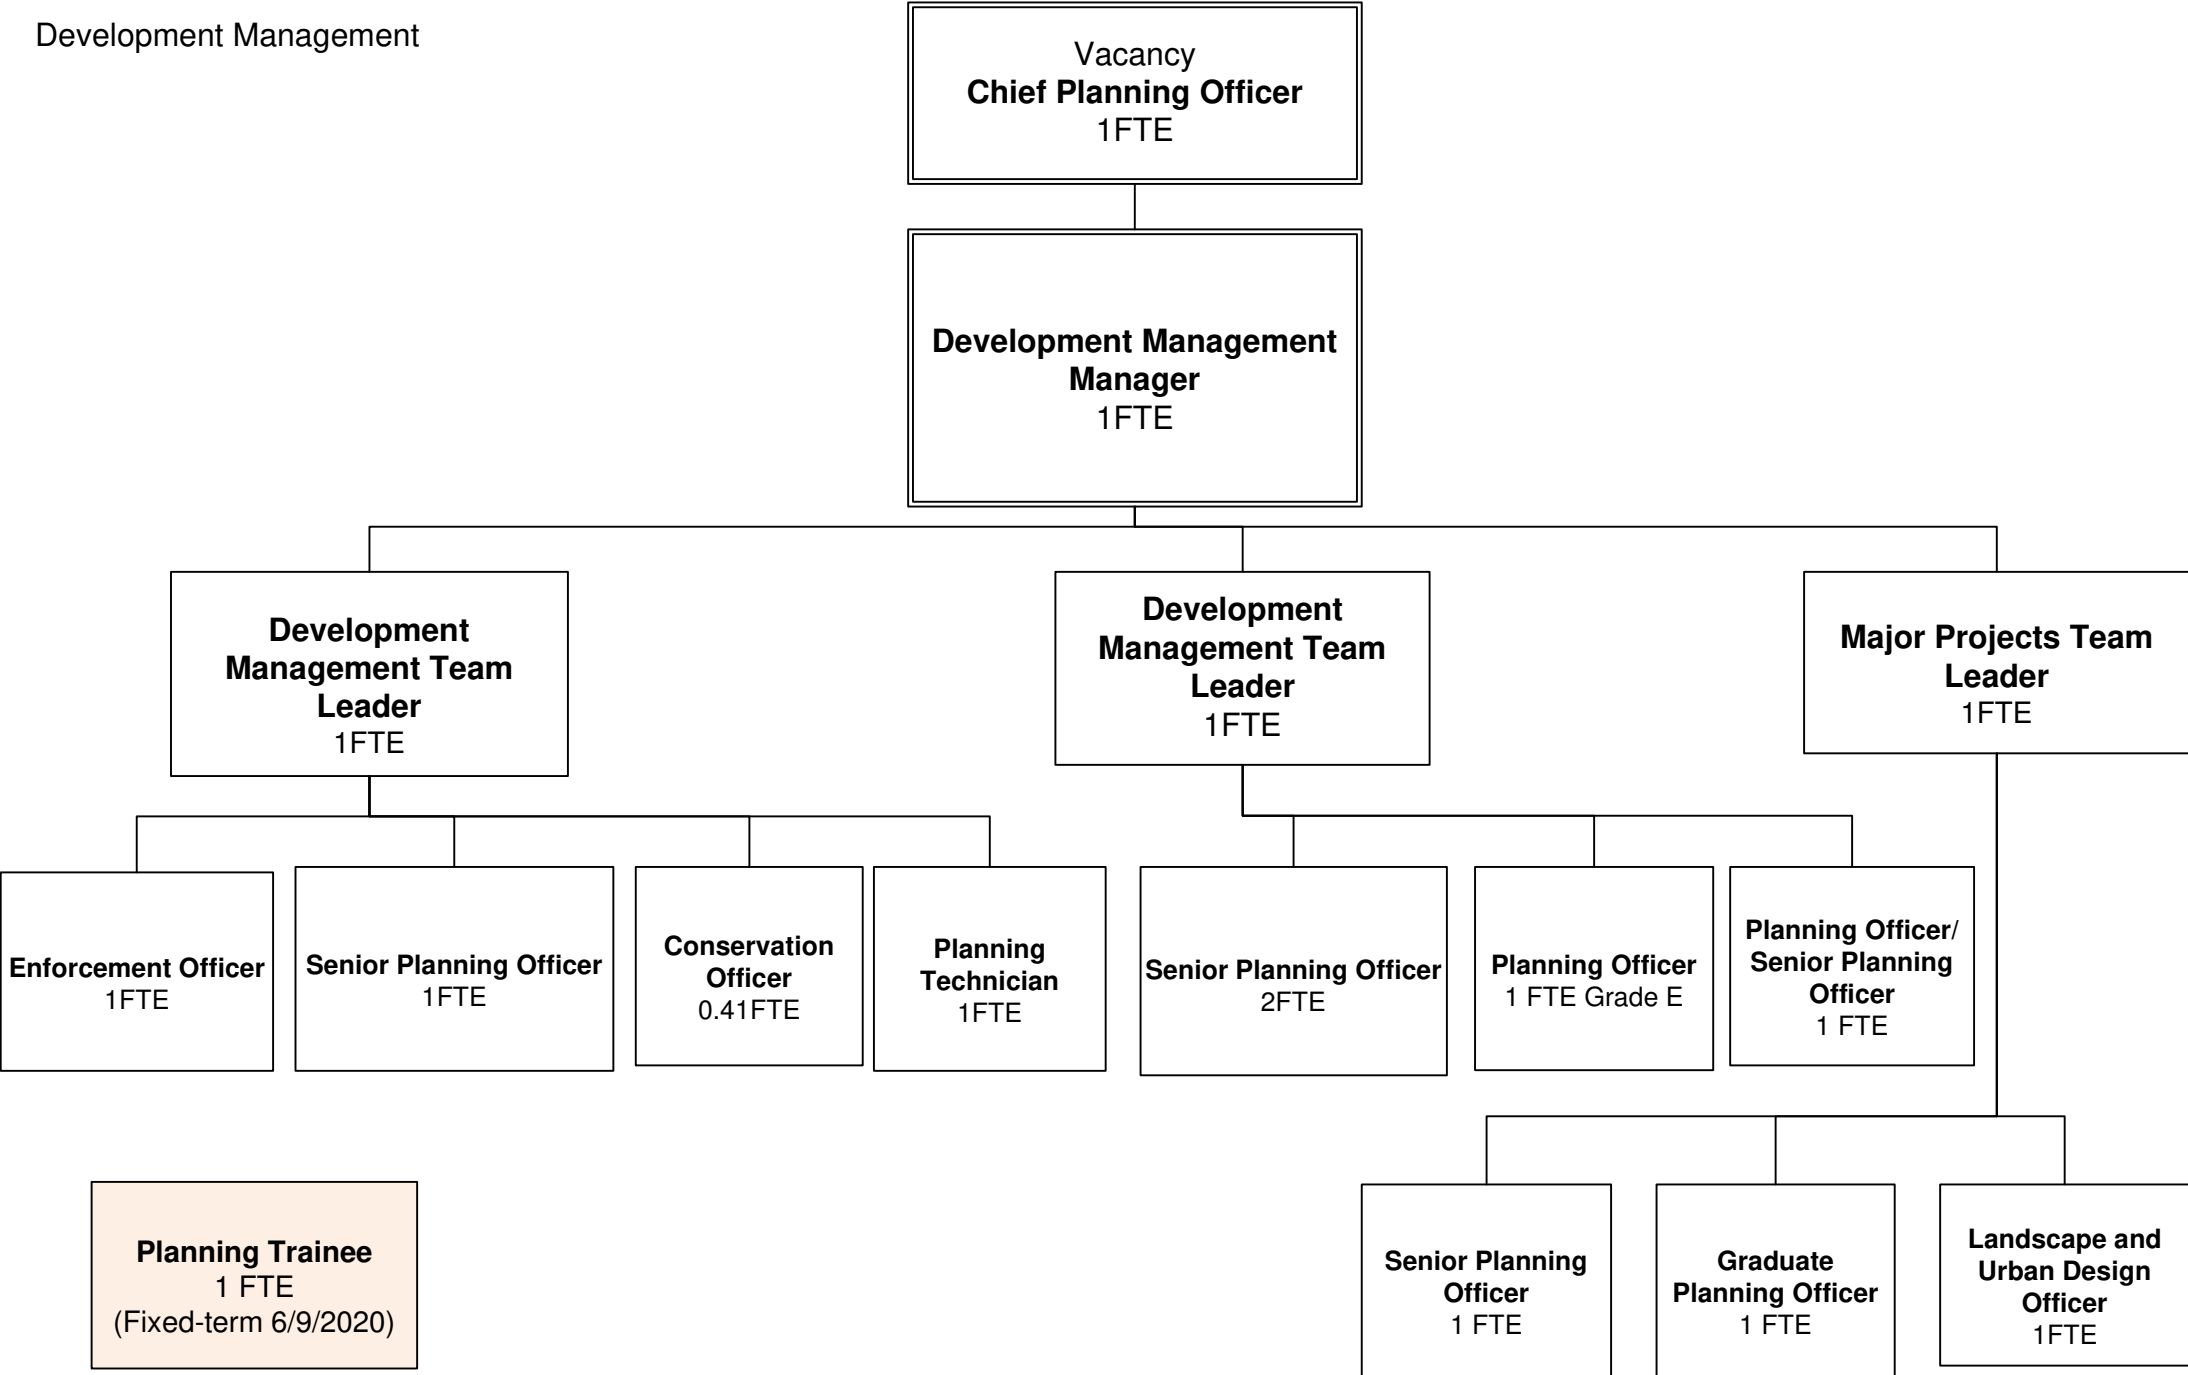 Development Management
Vacancy
Chief Planning Officer
1FTE
Development Management
Manager
1FTE
Development
Management Team
Leader
1FTE
Development
Management Team
Leader
1FTE
Major Projects Team
Leader
1FTE
Enforcement Officer
1FTE
Senior Planning Officer
1FTE
Conservation
Officer
0.41FTE
Planning
Technician
1FTE
Senior Planning Officer
2FTE
Planning Officer
1 FTE Grade E
Planning Officer/
Senior Planning
Officer
1 FTE
Planning Trainee
1 FTE
(Fixed-term 6/9/2020)
Senior Planning
Officer
1 FTE
Graduate
Planning Officer
1 FTE
Landscape and
Urban Design
Officer
1FTE